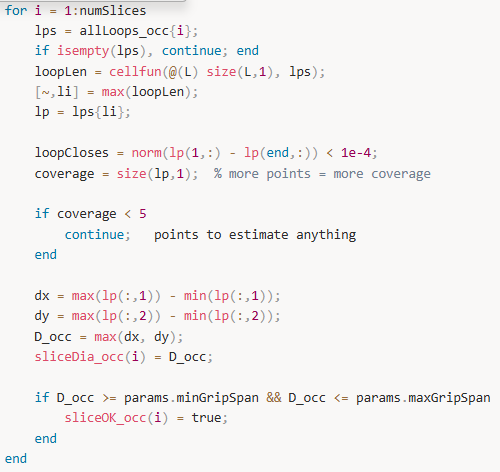 for i = 1:numSlices
    lps = allLoops_occ{i};
    if isempty(lps), continue; end
    loopLen = cellfun(@(L) size(L,1), lps);
    [~,li] = max(loopLen);
    lp = lps{li};

    loopCloses = norm(lp(1,:) - lp(end,:)) < 1e-4;
    coverage = size(lp,1);  % more points = more coverage

    if coverage < 5
        continue;   points to estimate anything
    end

    dx = max(lp(:,1)) - min(lp(:,1));
    dy = max(lp(:,2)) - min(lp(:,2));
    D_occ = max(dx, dy);
    sliceDia_occ(i) = D_occ;

    if D_occ >= params.minGripSpan && D_occ <= params.maxGripSpan
        sliceOK_occ(i) = true;
    end
end